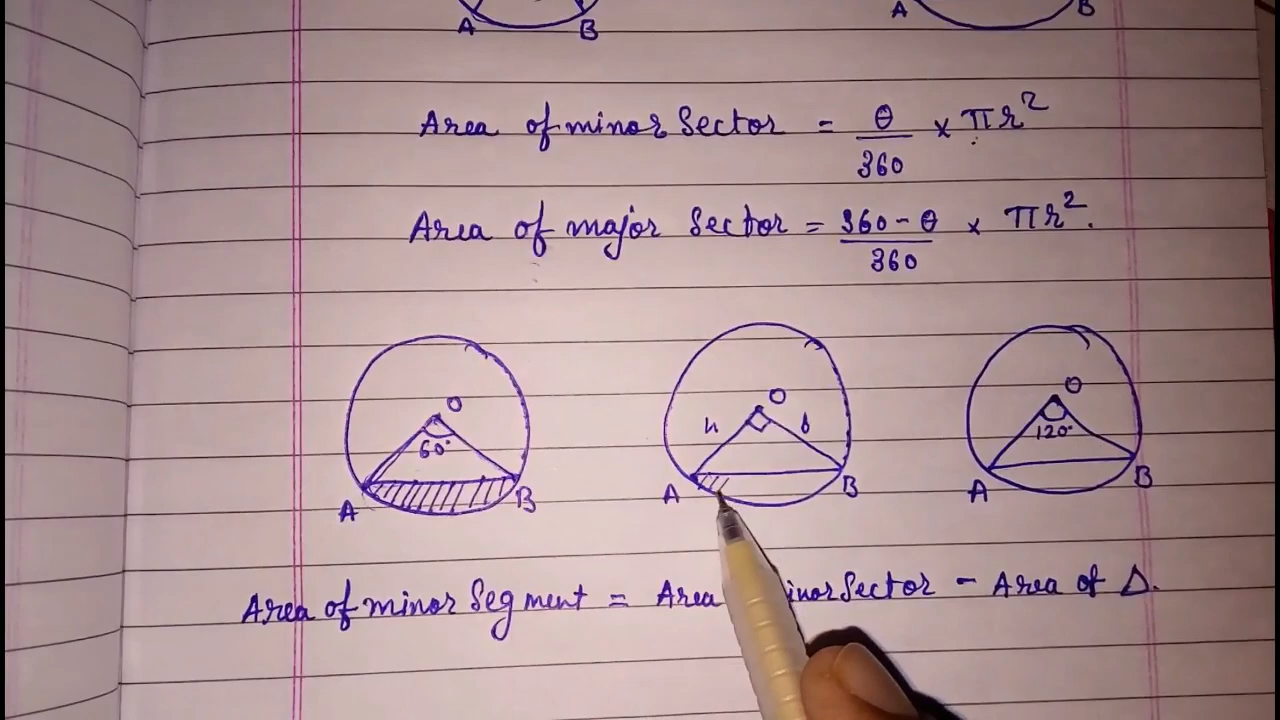 A B A B
Area of minor Sector = θ/360 × πr²
Area of major Sector = 360-θ/360 × πr².
O O O
60° h b 120°
A B A B A B
Area of minor Segment = Area minor Sector - Area of Δ.